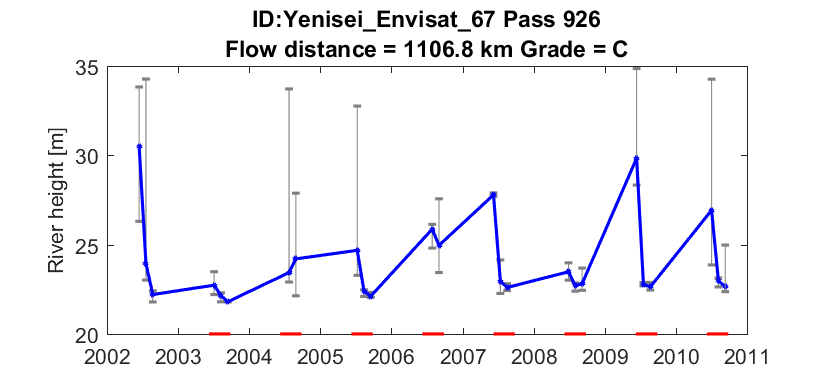 ID:Yenisei_Envisat_67 Pass 926
Flow distance = 1106.8 km Grade = C
River height [m]
35
30
25
20
2002 2003 2004 2005 2006 2007 2008 2009 2010 2011